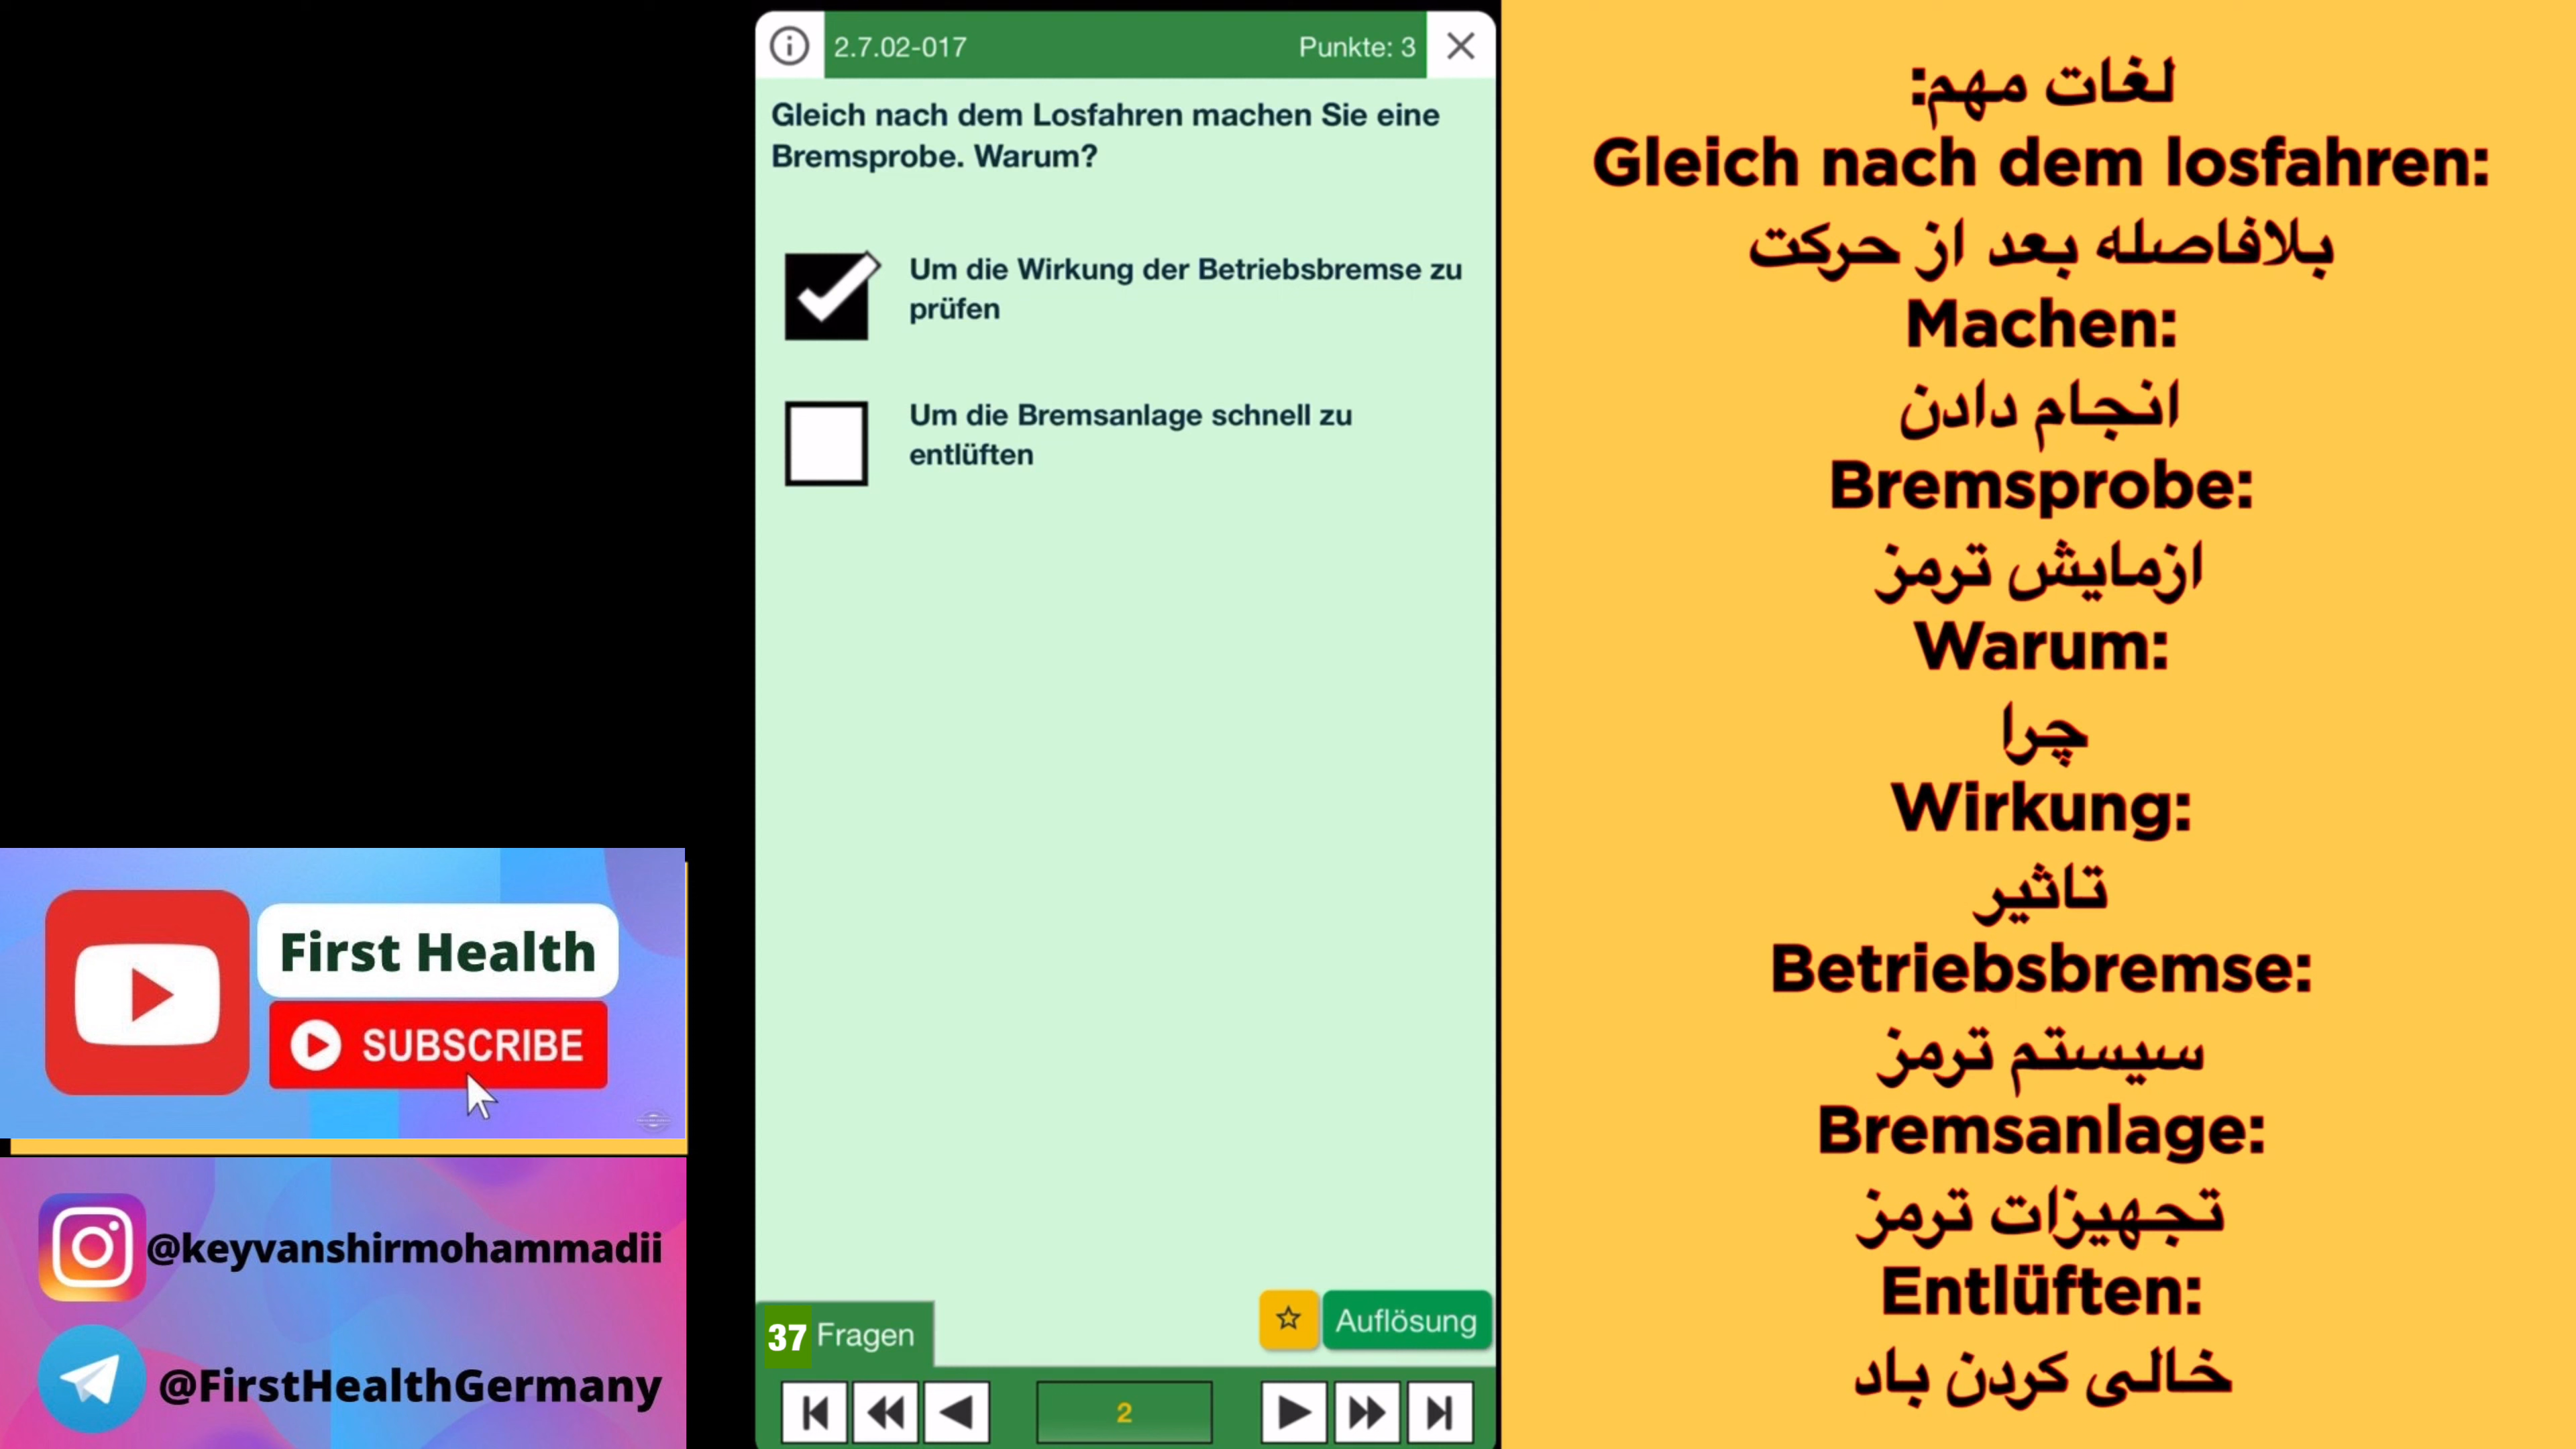 2.7.02-017
Punkte: 3
Gleich nach dem Losfahren machen Sie eine
Bremsprobe. Warum?
Um die Wirkung der Betriebsbremse zu
prüfen
Um die Bremsanlage schnell zu
entlüften
37 Fragen
Auflösung
2
First Health
SUBSCRIBE
@keyvanshirmohammadii
@FirstHealthGermany
لغات مهم:
Gleich nach dem losfahren:
بلافاصله بعد از حرکت
Machen:
انجام دادن
Bremsprobe:
ازمایش ترمز
Warum:
چرا
Wirkung:
تاثیر
Betriebsbremse:
سیستم ترمز
Bremsanlage:
تجهیزات ترمز
Entlüften:
خالی کردن باد